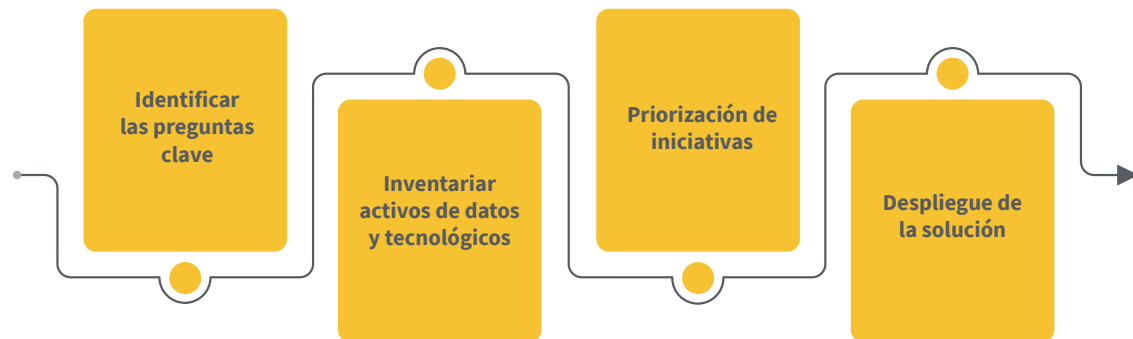 Identificar
las preguntas
clave
Inventariar
activos de datos
y tecnológicos
Priorización de
iniciativas
Despliegue de
la solución